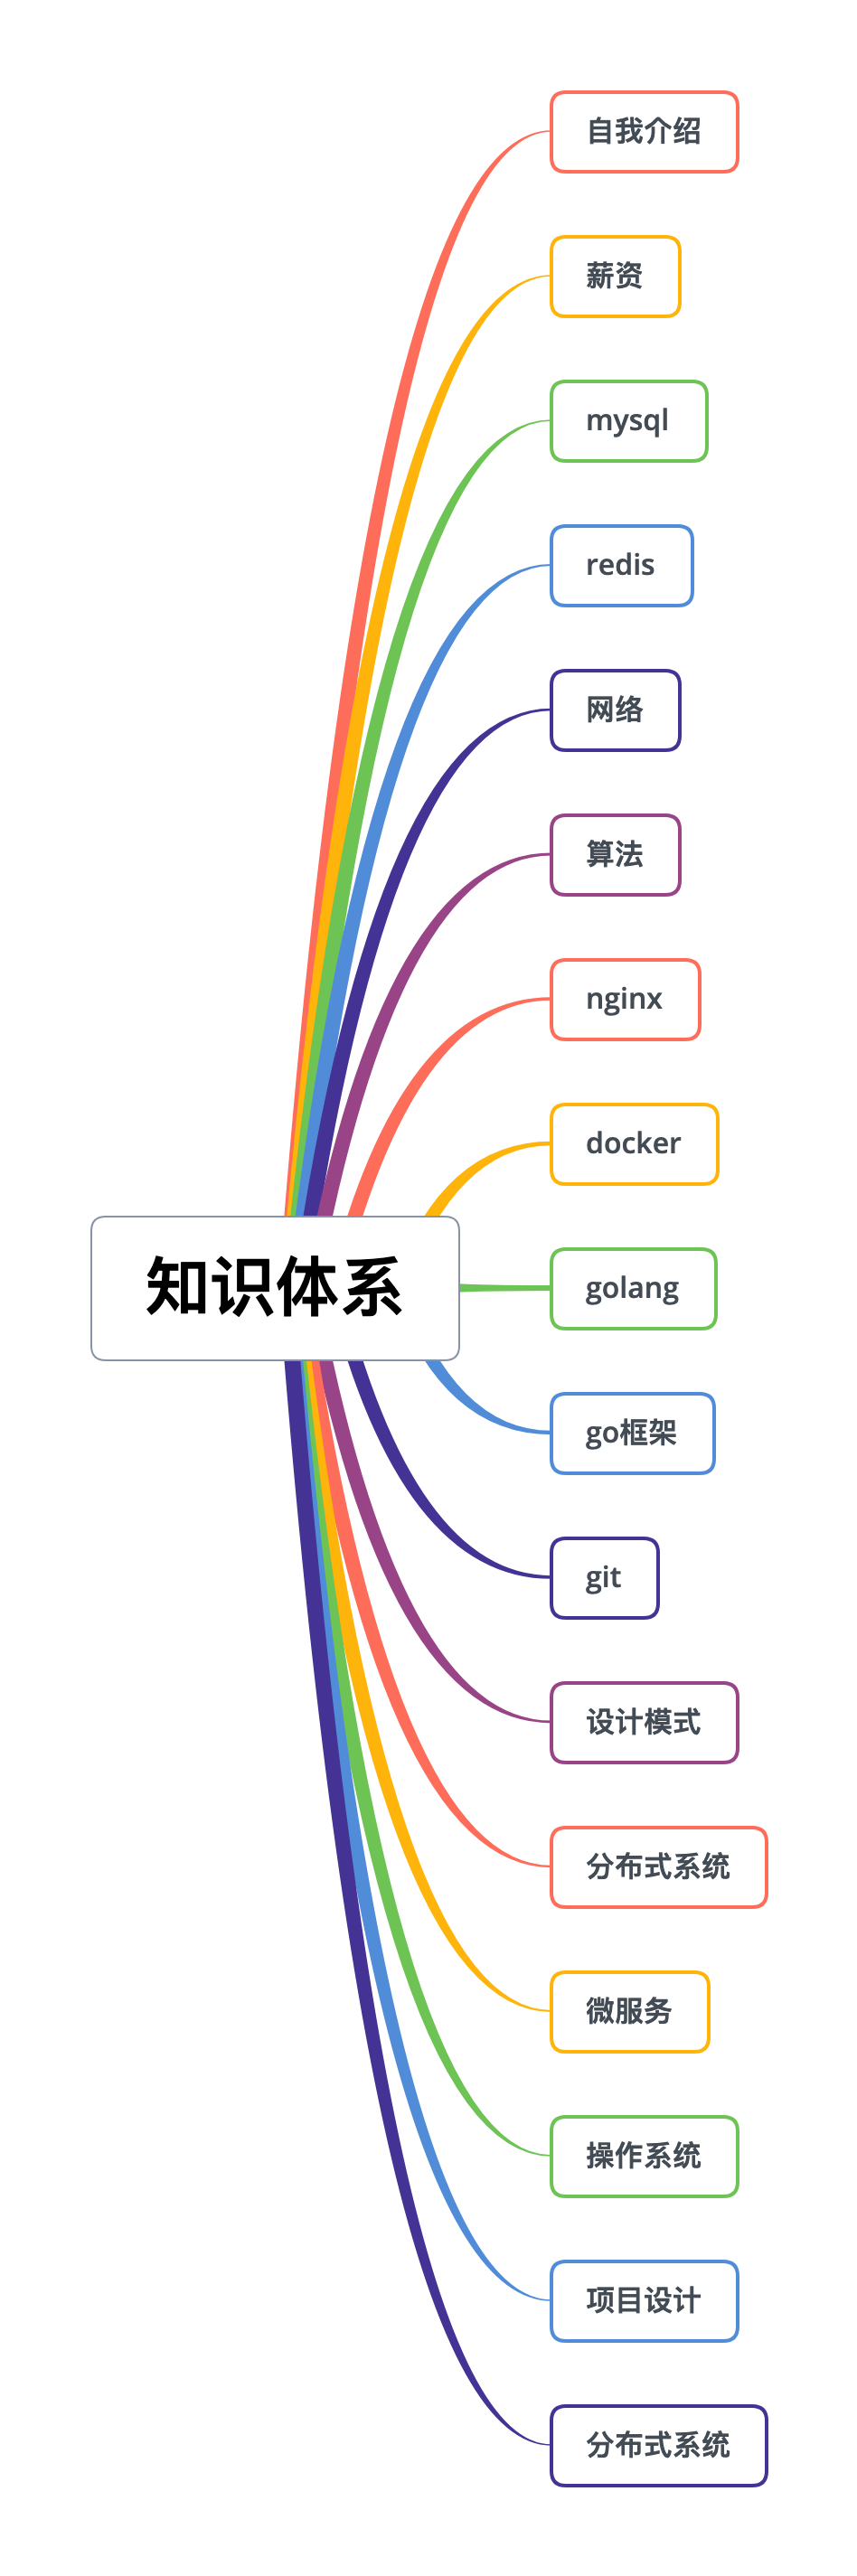 自我介绍
薪资
mysql
redis
网络
算法
nginx
docker
知识体系
golang
go框架
git
设计模式
分布式系统
微服务
操作系统
项目设计
分布式系统